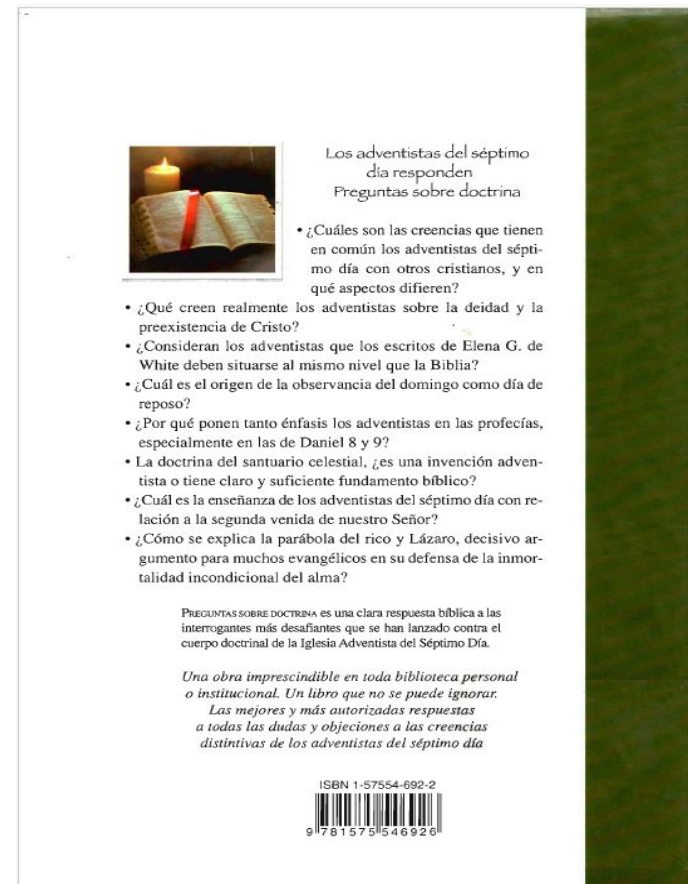 Los adventistas del séptimo
día responden
Preguntas sobre doctrina
• ¿Cuáles son las creencias que tienen
en común los adventistas del sépti-
mo día con otros cristianos, y en
qué aspectos difieren?
• ¿Qué creen realmente los adventistas sobre la deidad y la
preexistencia de Cristo?
• ¿Consideran los adventistas que los escritos de Elena G. de
White deben situarse al mismo nivel que la Biblia?
• ¿Cuál es el origen de la observancia del domingo como día de
reposo?
• ¿Por qué ponen tanto énfasis los adventistas en las profecías,
especialmente en las de Daniel 8 y 9?
• La doctrina del santuario celestial, ¿es una invención adven-
tista o tiene claro y suficiente fundamento bíblico?
• ¿Cuál es la enseñanza de los adventistas del séptimo día con re-
lación a la segunda venida de nuestro Señor?
• ¿Cómo se explica la parábola del rico y Lázaro, decisivo ar-
gumento para muchos evangélicos en su defensa de la inmor-
talidad incondicional del alma?
PREGUNTAS SOBRE DOCTRINA es una clara respuesta bíblica a las
interrogantes más desafiantes que se han lanzado contra el
cuerpo doctrinal de la Iglesia Adventista del Séptimo Día.
Una obra imprescindible en toda biblioteca personal
o institucional. Un libro que no se puede ignorar.
Las mejores y más autorizadas respuestas
a todas las dudas y objeciones a las creencias
distintivas de los adventistas del séptimo día
ISBN 1-57554-692-2
9 781575 546926